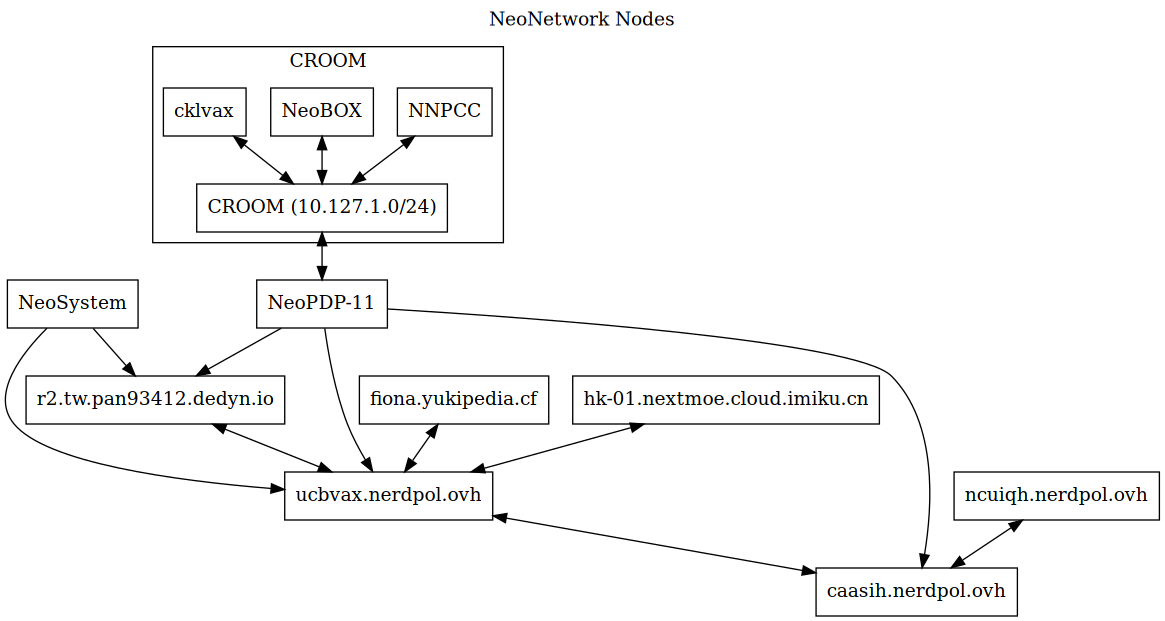 NeoNetwork Nodes
CROOM
cklvax
NeoBOX
NNPCC
CROOM (10.127.1.0/24)
NeoSystem
NeoPDP-11
r2.tw.pan93412.dedyn.io
fiona.yukipedia.cf
hk-01.nextmoe.cloud.imiku.cn
ucbvax.nerdpol.ovh
ncuiqh.nerdpol.ovh
caasih.nerdpol.ovh